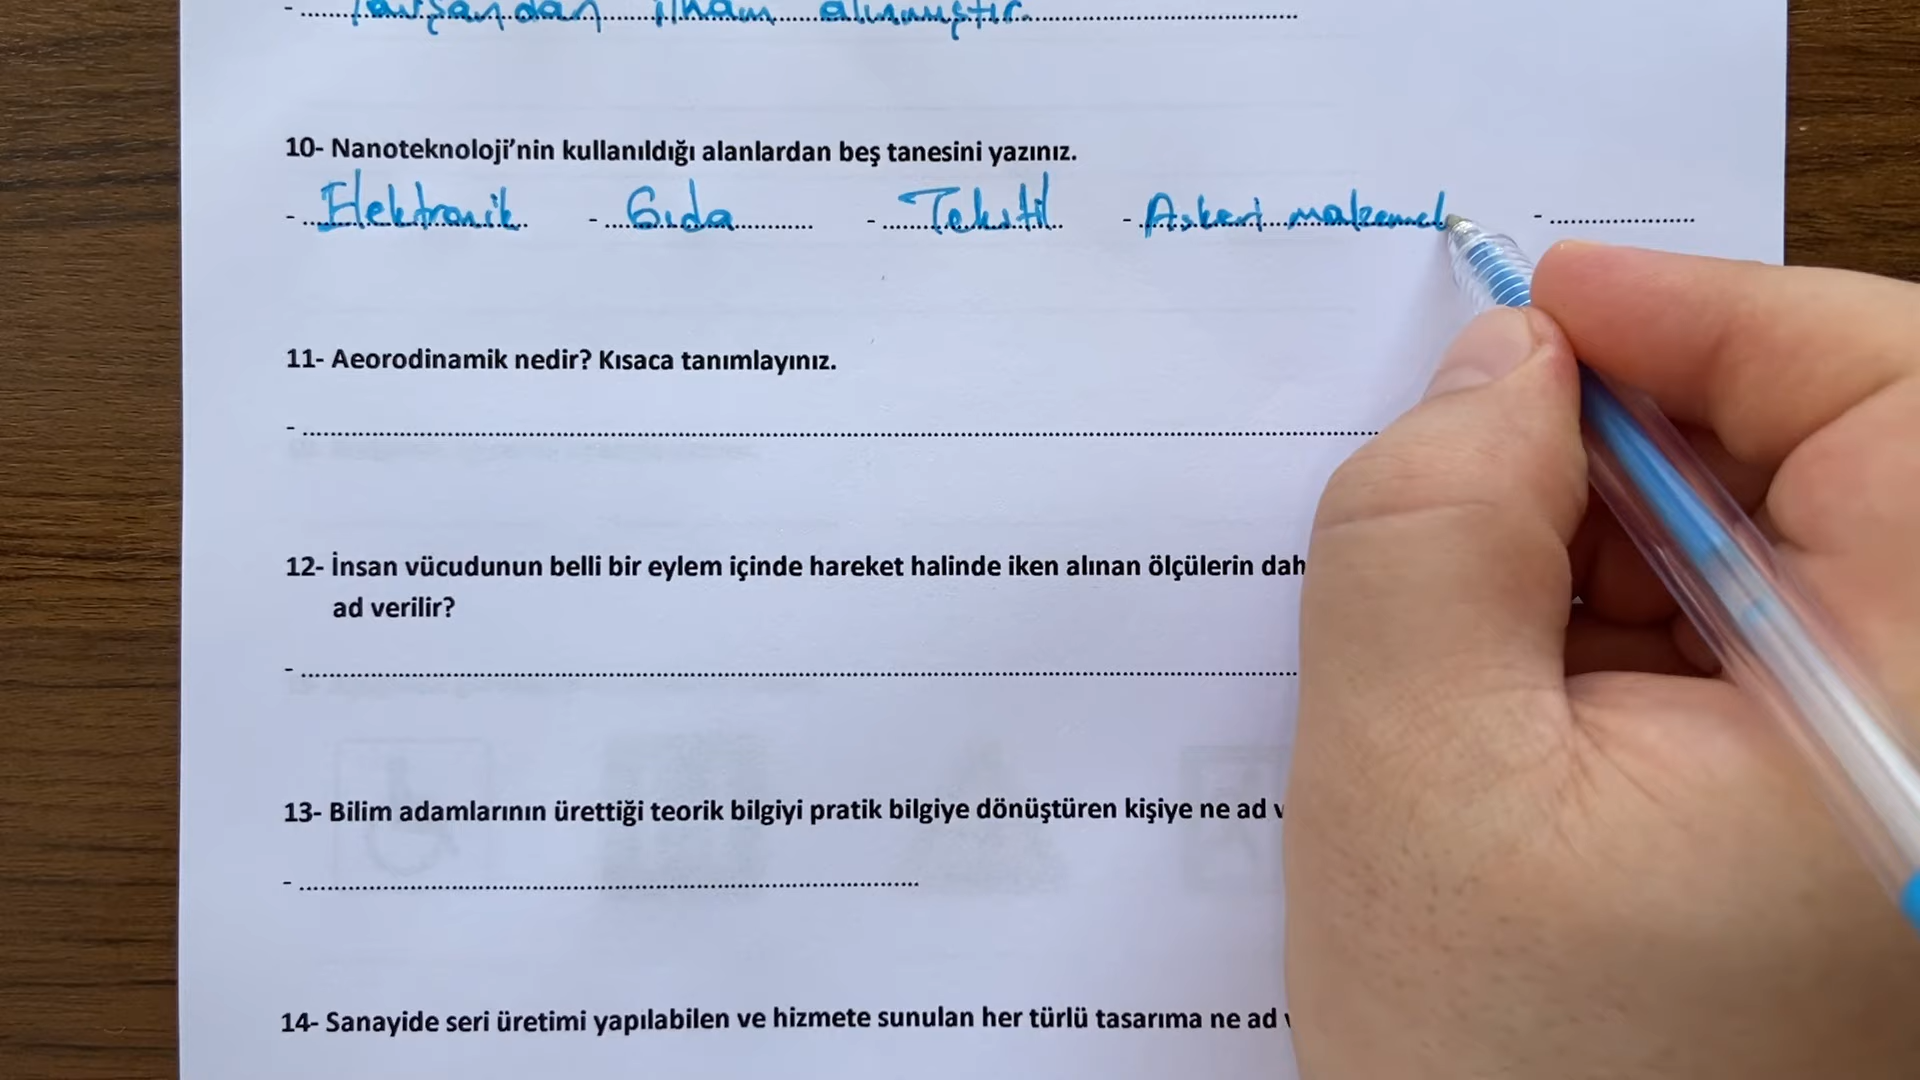 - Tavşandan ilham alınmıştır.
10- Nanoteknoloji’nin kullanıldığı alanlardan beş tanesini yazınız.
- Elektronik - Gıda - Tekstil - Askeri malzemel -
11- Aeorodinamik nedir? Kısaca tanımlayınız.
-
12- İnsan vücudunun belli bir eylem içinde hareket halinde iken alınan ölçülerin dah
ad verilir?
-
13- Bilim adamlarının ürettiği teorik bilgiyi pratik bilgiye dönüştüren kişiye ne ad v
-
14- Sanayide seri üretimi yapılabilen ve hizmete sunulan her türlü tasarıma ne ad v